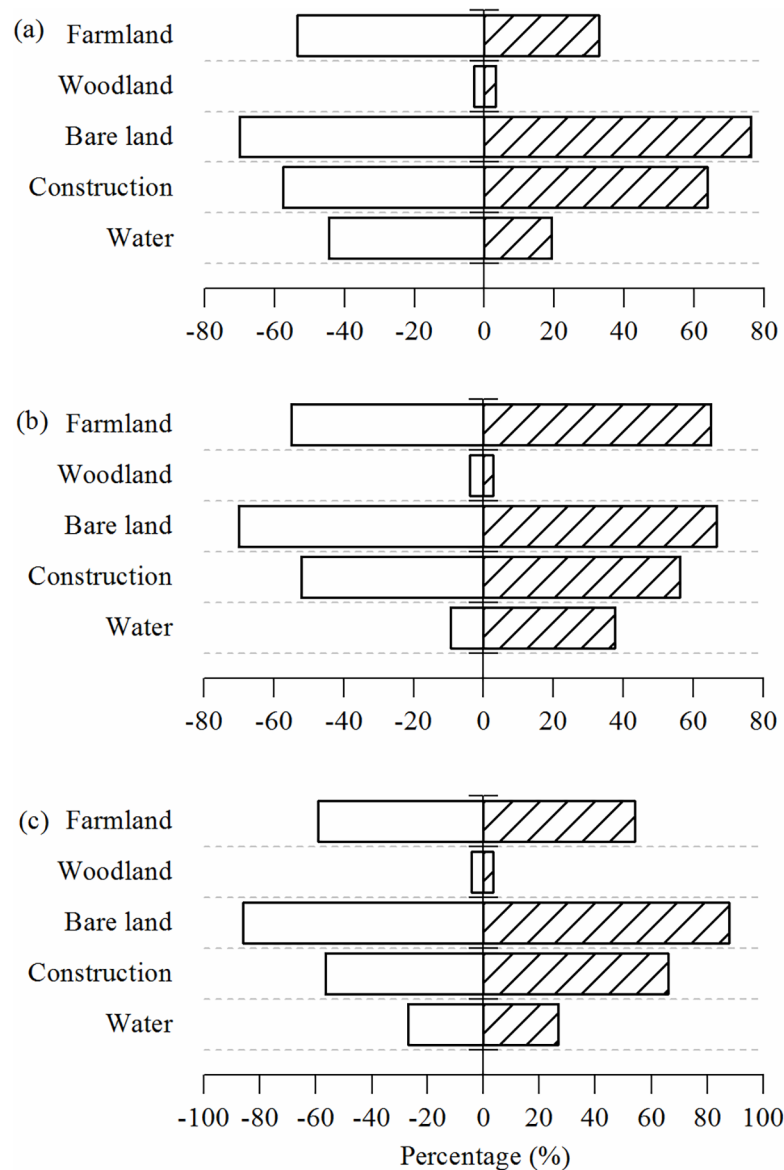 (a) Farmland
Woodland
Bare land
Construction
Water
-80 -60 -40 -20 0 20 40 60 80
(b) Farmland
Woodland
Bare land
Construction
Water
-80 -60 -40 -20 0 20 40 60 80
(c) Farmland
Woodland
Bare land
Construction
Water
-100 -80 -60 -40 -20 0 20 40 60 80 100
Percentage (%)